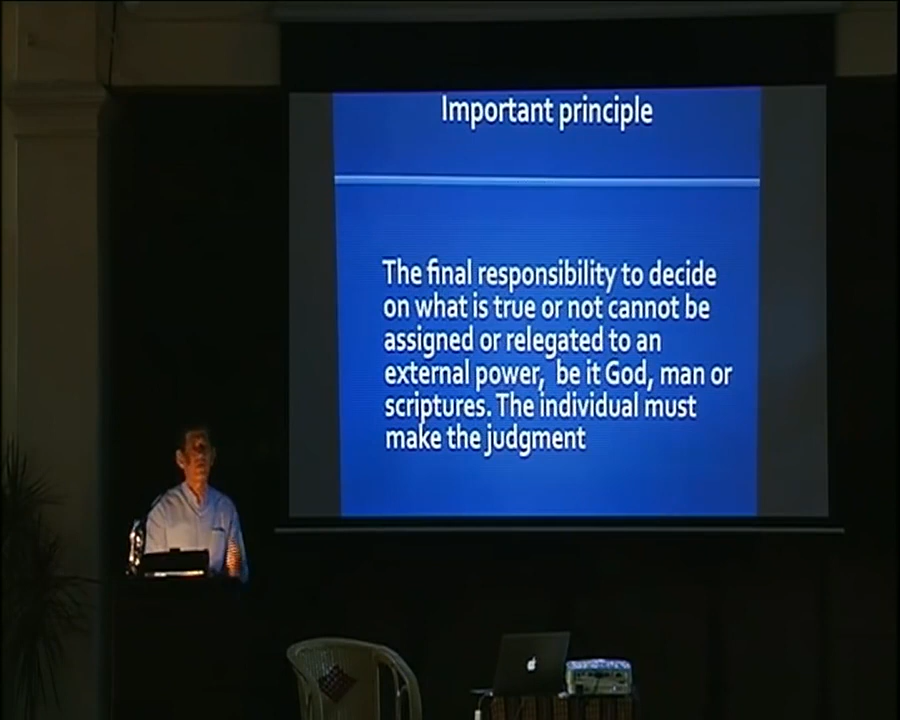 Important principle
The final responsibility to decide
on what is true or not cannot be
assigned or relegated to an
external power,  be it God, man or
scriptures. The individual must
make the judgment